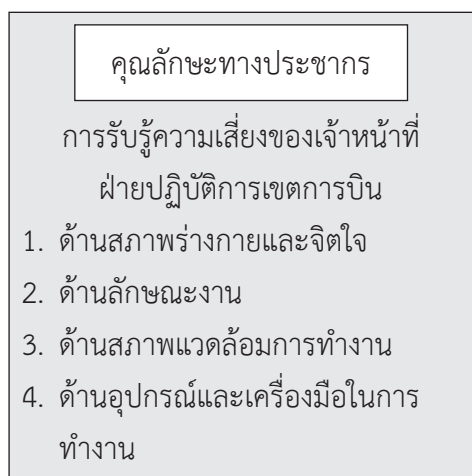 คุณลักษะทางประชากร
การรับรู้ความเสี่ยงของเจ้าหน้าที่
ฝ่ายปฏิบัติการเขตการบิน
1. ด้านสภาพร่างกายและจิตใจ
2. ด้านลักษณะงาน
3. ด้านสภาพแวดล้อมการทำงาน
4. ด้านอุปกรณ์และเครื่องมือในการ
ทำงาน